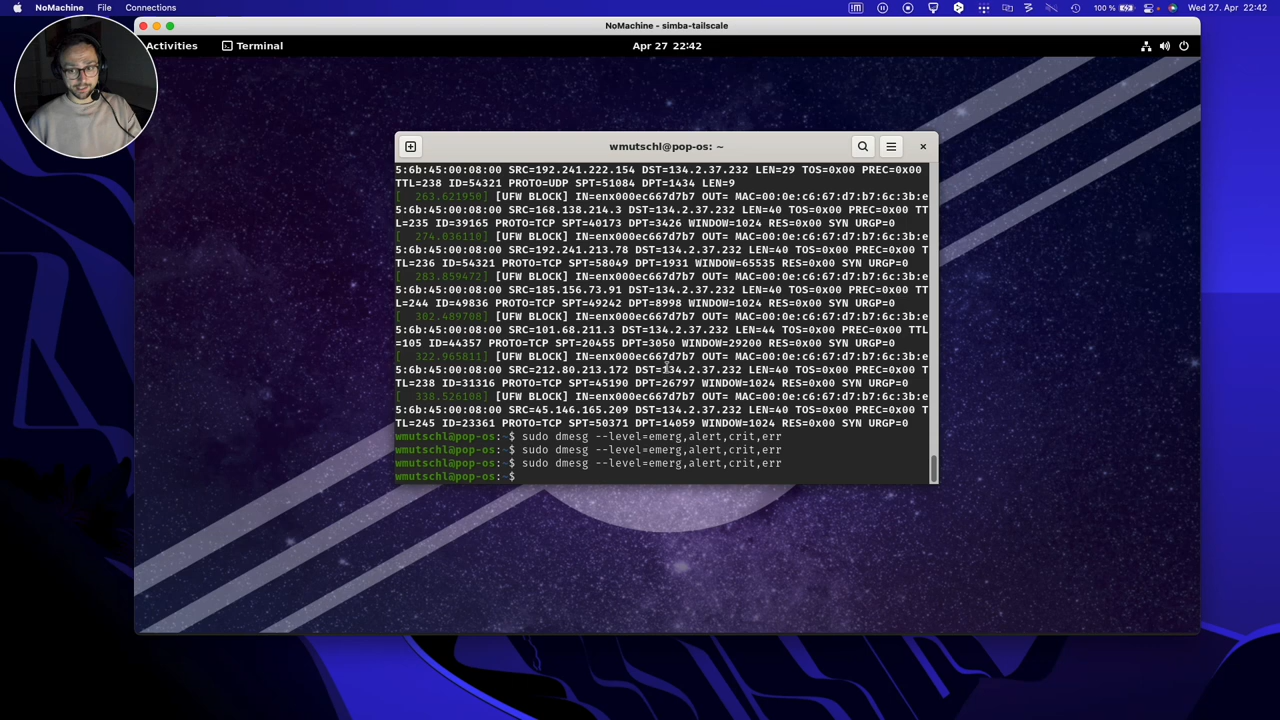 NoMachine File Connections 100 % Wed 27. Apr 22:42
NoMachine - simba-tailscale
Activities Terminal Apr 27 22:42
wmutschl@pop-os: ~
5:6b:45:00:08:00 SRC=192.241.222.154 DST=134.2.37.232 LEN=29 TOS=0x00 PREC=0x00
TTL=238 ID=54321 PROTO=UDP SPT=51084 DPT=1434 LEN=9
[  263.621950] [UFW BLOCK] IN=enx000ec667d7b7 OUT= MAC=00:0e:c6:67:d7:b7:6c:3b:e
5:6b:45:00:08:00 SRC=168.138.214.3 DST=134.2.37.232 LEN=40 TOS=0x00 PREC=0x00 TT
L=235 ID=39165 PROTO=TCP SPT=40173 DPT=3426 WINDOW=1024 RES=0x00 SYN URGP=0
[  274.036110] [UFW BLOCK] IN=enx000ec667d7b7 OUT= MAC=00:0e:c6:67:d7:b7:6c:3b:e
5:6b:45:00:08:00 SRC=192.241.213.78 DST=134.2.37.232 LEN=40 TOS=0x00 PREC=0x00 T
TL=236 ID=54321 PROTO=TCP SPT=58049 DPT=1931 WINDOW=65535 RES=0x00 SYN URGP=0
[  283.859472] [UFW BLOCK] IN=enx000ec667d7b7 OUT= MAC=00:0e:c6:67:d7:b7:6c:3b:e
5:6b:45:00:08:00 SRC=185.156.73.91 DST=134.2.37.232 LEN=40 TOS=0x00 PREC=0x00 TT
L=244 ID=49836 PROTO=TCP SPT=49242 DPT=8998 WINDOW=1024 RES=0x00 SYN URGP=0
[  302.489708] [UFW BLOCK] IN=enx000ec667d7b7 OUT= MAC=00:0e:c6:67:d7:b7:6c:3b:e
5:6b:45:00:08:00 SRC=101.68.211.3 DST=134.2.37.232 LEN=44 TOS=0x00 PREC=0x00 TTL
=105 ID=44357 PROTO=TCP SPT=20455 DPT=3050 WINDOW=29200 RES=0x00 SYN URGP=0
[  322.965811] [UFW BLOCK] IN=enx000ec667d7b7 OUT= MAC=00:0e:c6:67:d7:b7:6c:3b:e
5:6b:45:00:08:00 SRC=212.80.213.172 DST=134.2.37.232 LEN=40 TOS=0x00 PREC=0x00 T
TL=238 ID=31316 PROTO=TCP SPT=45190 DPT=26797 WINDOW=1024 RES=0x00 SYN URGP=0
[  338.526108] [UFW BLOCK] IN=enx000ec667d7b7 OUT= MAC=00:0e:c6:67:d7:b7:6c:3b:e
5:6b:45:00:08:00 SRC=45.146.165.209 DST=134.2.37.232 LEN=40 TOS=0x00 PREC=0x00 T
TL=245 ID=23361 PROTO=TCP SPT=50371 DPT=14059 WINDOW=1024 RES=0x00 SYN URGP=0
wmutschl@pop-os:~$ sudo dmesg --level=emerg,alert,crit,err
wmutschl@pop-os:~$ sudo dmesg --level=emerg,alert,crit,err
wmutschl@pop-os:~$ sudo dmesg --level=emerg,alert,crit,err
wmutschl@pop-os:~$